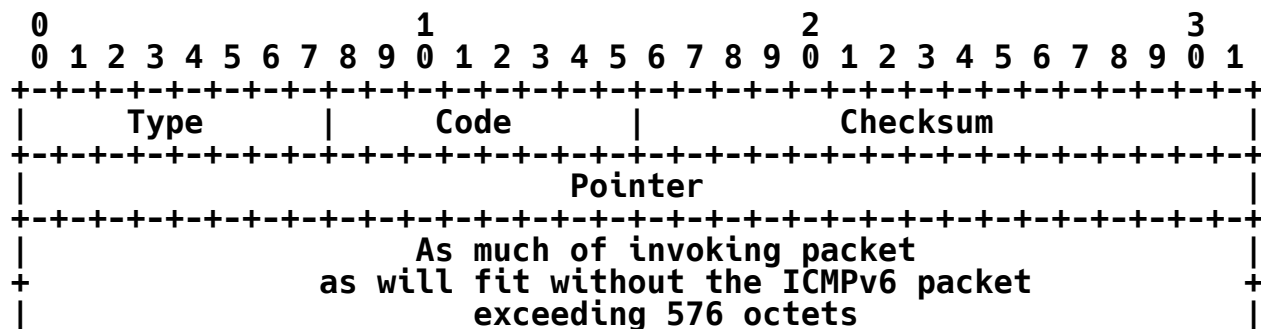 0                   1                   2                   3
 0 1 2 3 4 5 6 7 8 9 0 1 2 3 4 5 6 7 8 9 0 1 2 3 4 5 6 7 8 9 0 1
+-+-+-+-+-+-+-+-+-+-+-+-+-+-+-+-+-+-+-+-+-+-+-+-+-+-+-+-+-+-+-+-+
|     Type      |     Code      |          Checksum             |
+-+-+-+-+-+-+-+-+-+-+-+-+-+-+-+-+-+-+-+-+-+-+-+-+-+-+-+-+-+-+-+-+
|                            Pointer                            |
+-+-+-+-+-+-+-+-+-+-+-+-+-+-+-+-+-+-+-+-+-+-+-+-+-+-+-+-+-+-+-+-+
|                    As much of invoking packet                 |
+               as will fit without the ICMPv6 packet           +
|                       exceeding 576 octets                    |